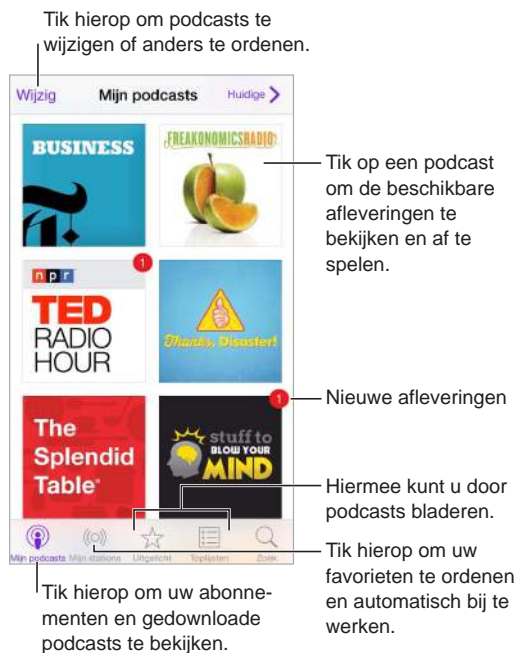 Tik hierop om podcasts te
wijzigen of anders te ordenen.
Wijzig
Mijn podcasts
Huidige
BUSINESS
FREAKONOMICS RADIO
Tik op een podcast
om de beschikbare
afleveringen te
bekijken en af te
spelen.
n p r
1
TED
RADIO
HOUR
Thanks, Disaster!
1
Nieuwe afleveringen
The
Splendid
Table
stuff to
BLOW YOUR
MIND
Hiermee kunt u door
podcasts bladeren.
Mijn podcasts
Mijn stations
Uitgelicht
Toplijsten
Zoek
Tik hierop om uw
favorieten te ordenen
en automatisch bij te
werken.
Tik hierop om uw abonne-
menten en gedownloade
podcasts te bekijken.